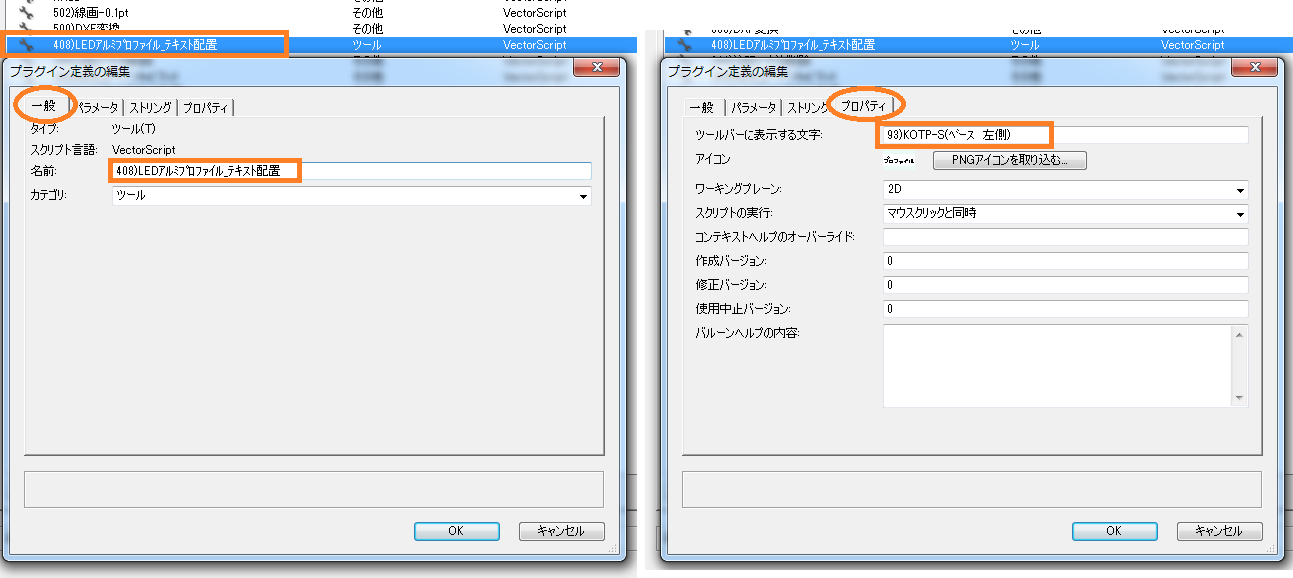 502)線画-0.1pt その他 VectorScript
500)DXF変換 その他 VectorScript
408)LEDアルミプロファイル_テキスト配置 ツール VectorScript
プラグイン定義の編集
一般 パラメータ ストリング プロパティ
タイプ: ツール(T)
スクリプト言語: VectorScript
名前: 408)LEDアルミプロファイル_テキスト配置
カテゴリ: ツール
OK キャンセル
408)LEDアルミプロファイル_テキスト配置 ツール VectorScript
プラグイン定義の編集
一般 パラメータ ストリング プロパティ
ツールバーに表示する文字: 93)KOTP-S(ベース 左側)
アイコン プロファイル PNGアイコンを取り込む...
ワーキングプレーン: 2D
スクリプトの実行: マウスクリックと同時
コンテキストヘルプのオーバーライド:
作成バージョン: 0
修正バージョン: 0
使用中止バージョン: 0
バルーンヘルプの内容:
OK キャンセル